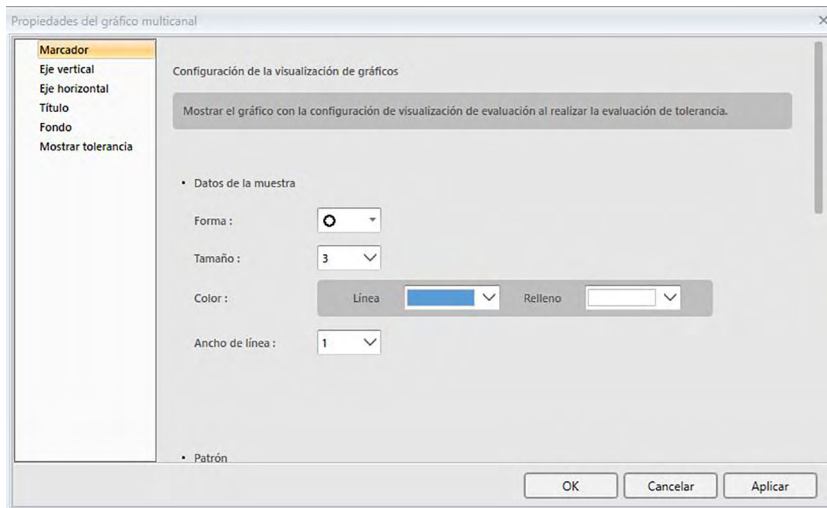 Propiedades del gráfico multicanal
Marcador
Eje vertical
Eje horizontal
Título
Fondo
Mostrar tolerancia
Configuración de la visualización de gráficos
Mostrar el gráfico con la configuración de visualización de evaluación al realizar la evaluación de tolerancia.
• Datos de la muestra
Forma :
Tamaño : 3
Color : Línea Relleno
Ancho de línea : 1
• Patrón
OK Cancelar Aplicar